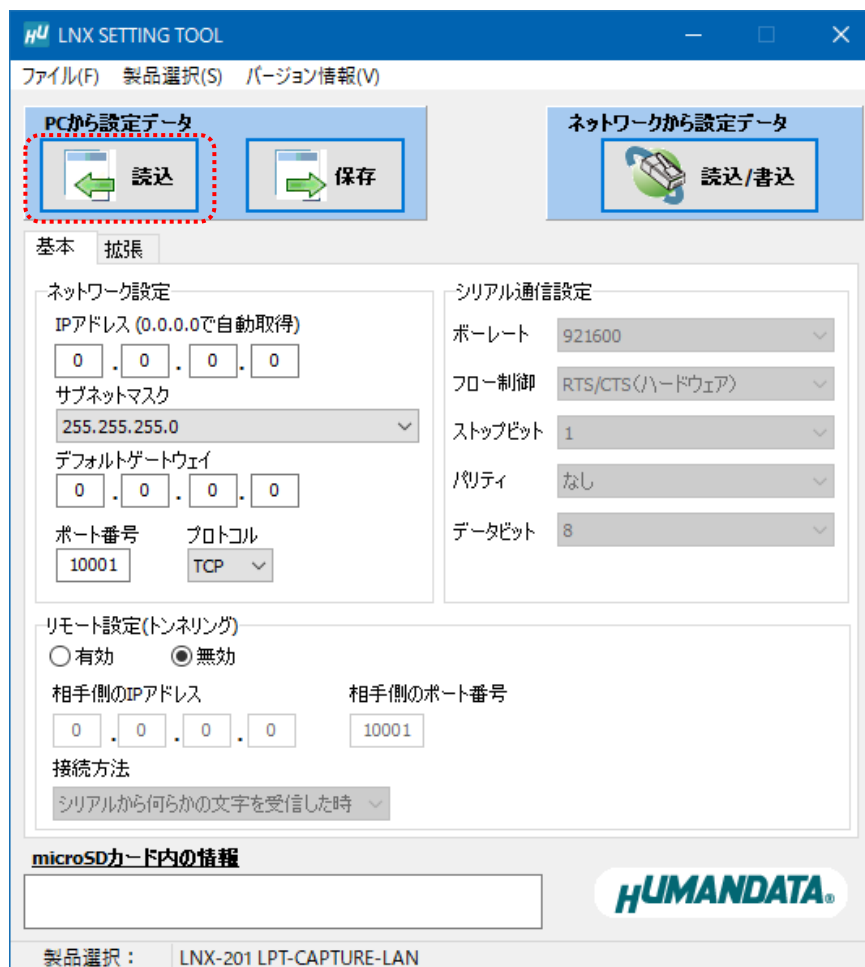 HU LNX SETTING TOOL
ファイル(F) 製品選択(S) バージョン情報(V)
PCから設定データ
読込
保存
ネットワークから設定データ
読込/書込
基本
拡張
ネットワーク設定
IPアドレス (0.0.0.0で自動取得)
0 . 0 . 0 . 0
サブネットマスク
255.255.255.0
デフォルトゲートウェイ
0 . 0 . 0 . 0
ポート番号 プロトコル
10001 TCP
シリアル通信設定
ボーレート 921600
フロー制御 RTS/CTS(ハードウェア)
ストップビット 1
パリティ なし
データビット 8
リモート設定(トンネリング)
有効 無効
相手側のIPアドレス 相手側のポート番号
0 . 0 . 0 . 0 10001
接続方法
シリアルから何らかの文字を受信した時
microSDカード内の情報
HUMANDATA®
製品選択： LNX-201 LPT-CAPTURE-LAN